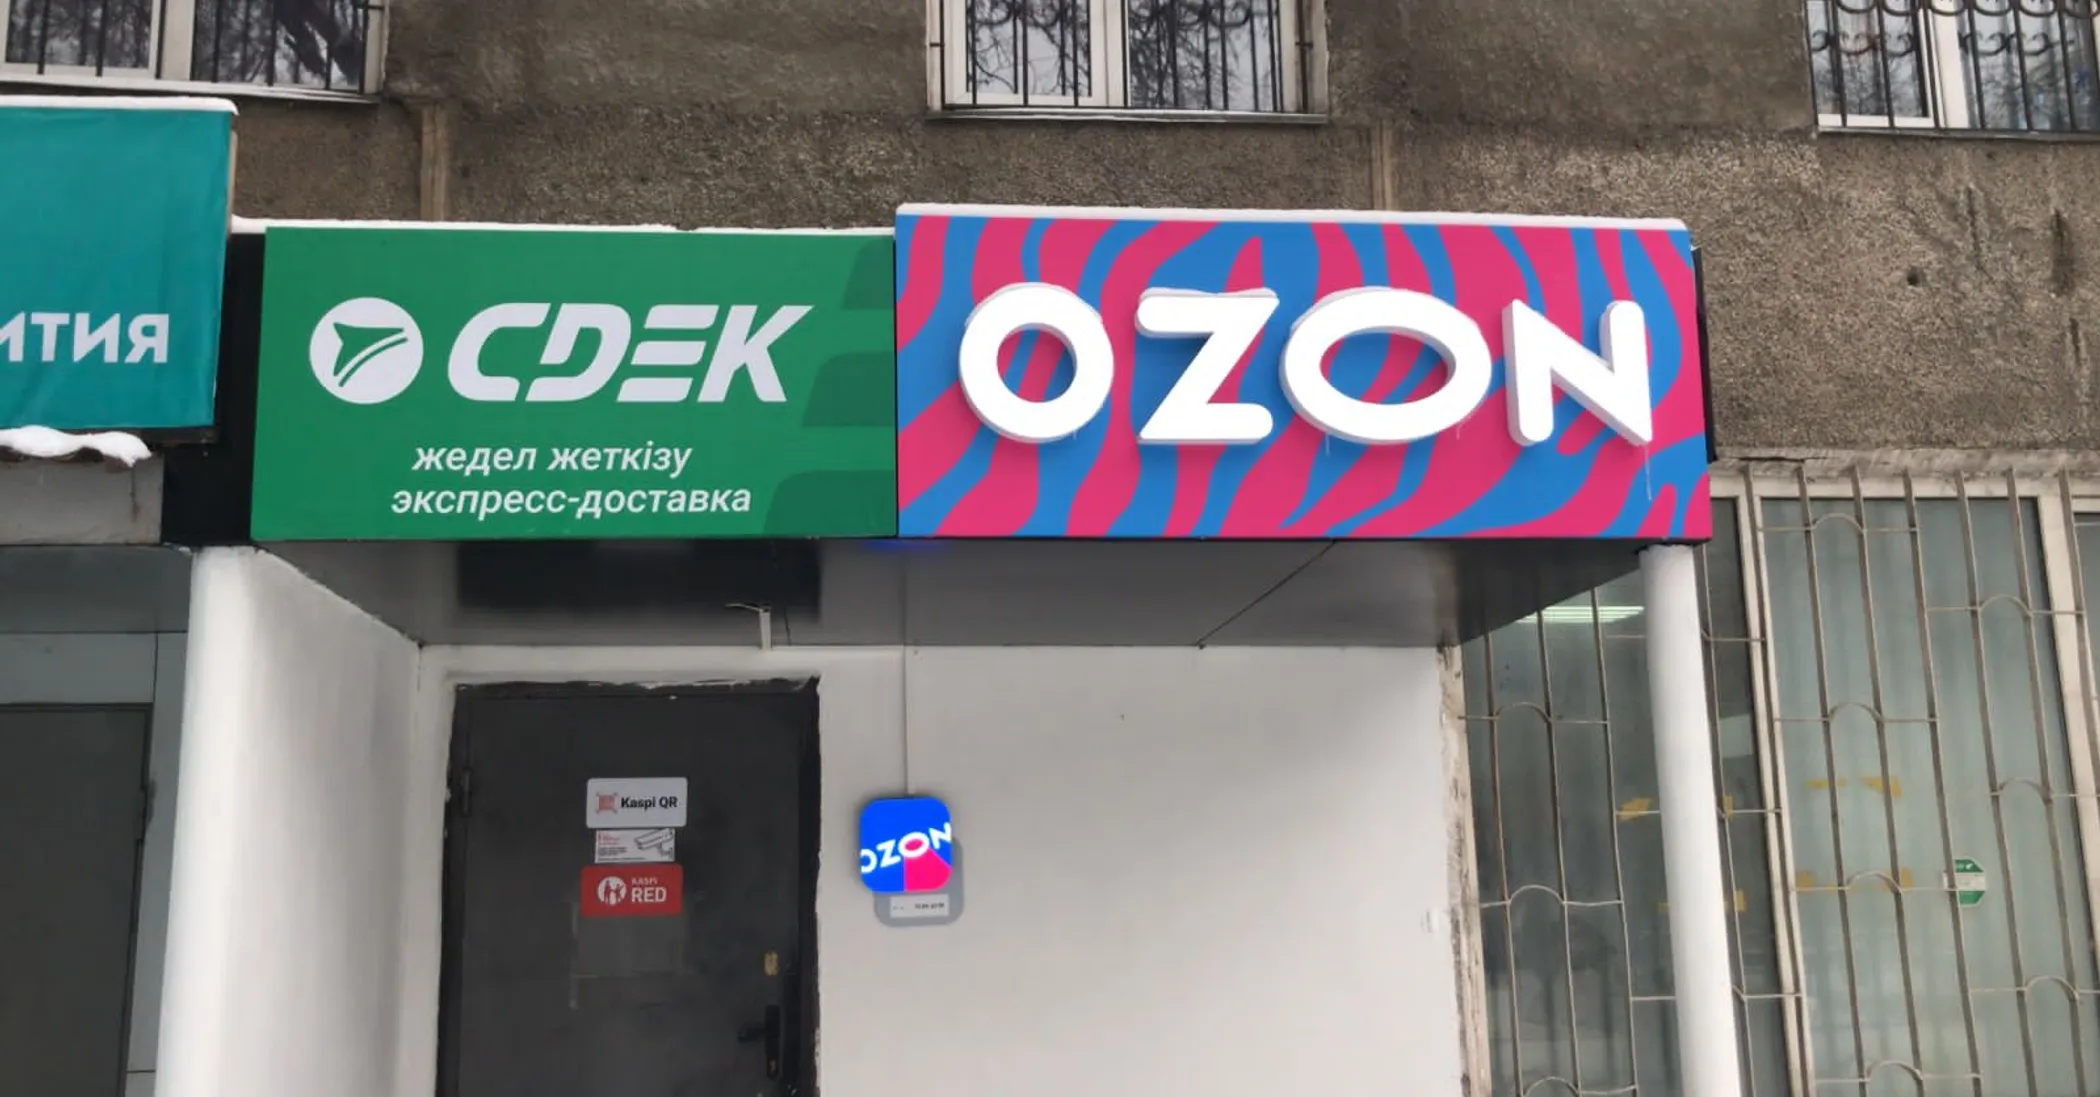 ИТИЯ
CDEK
жедел жеткізу
экспресс-доставка
OZON
Kaspi QR
KASPI
RED
OZON